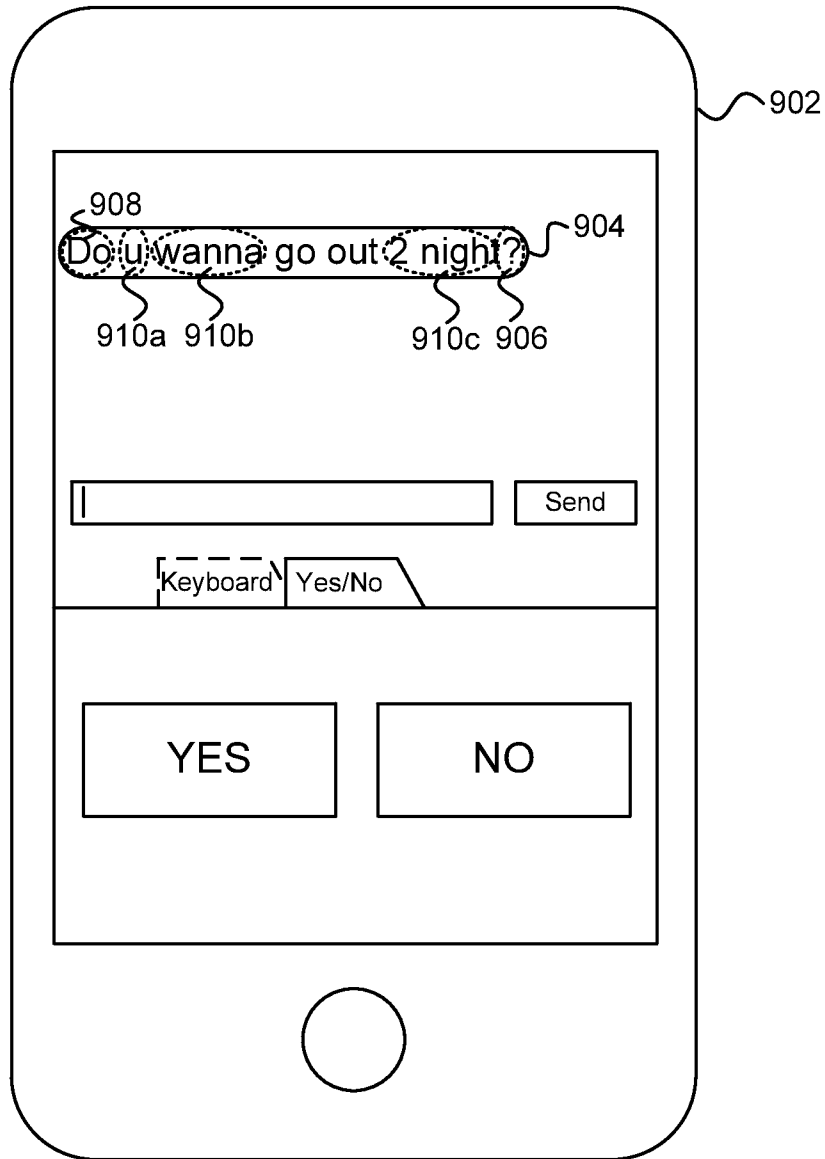 902
908
Do u wanna go out 2 night?
904
910a 910b 910c 906
Send
Keyboard Yes/No
YES NO